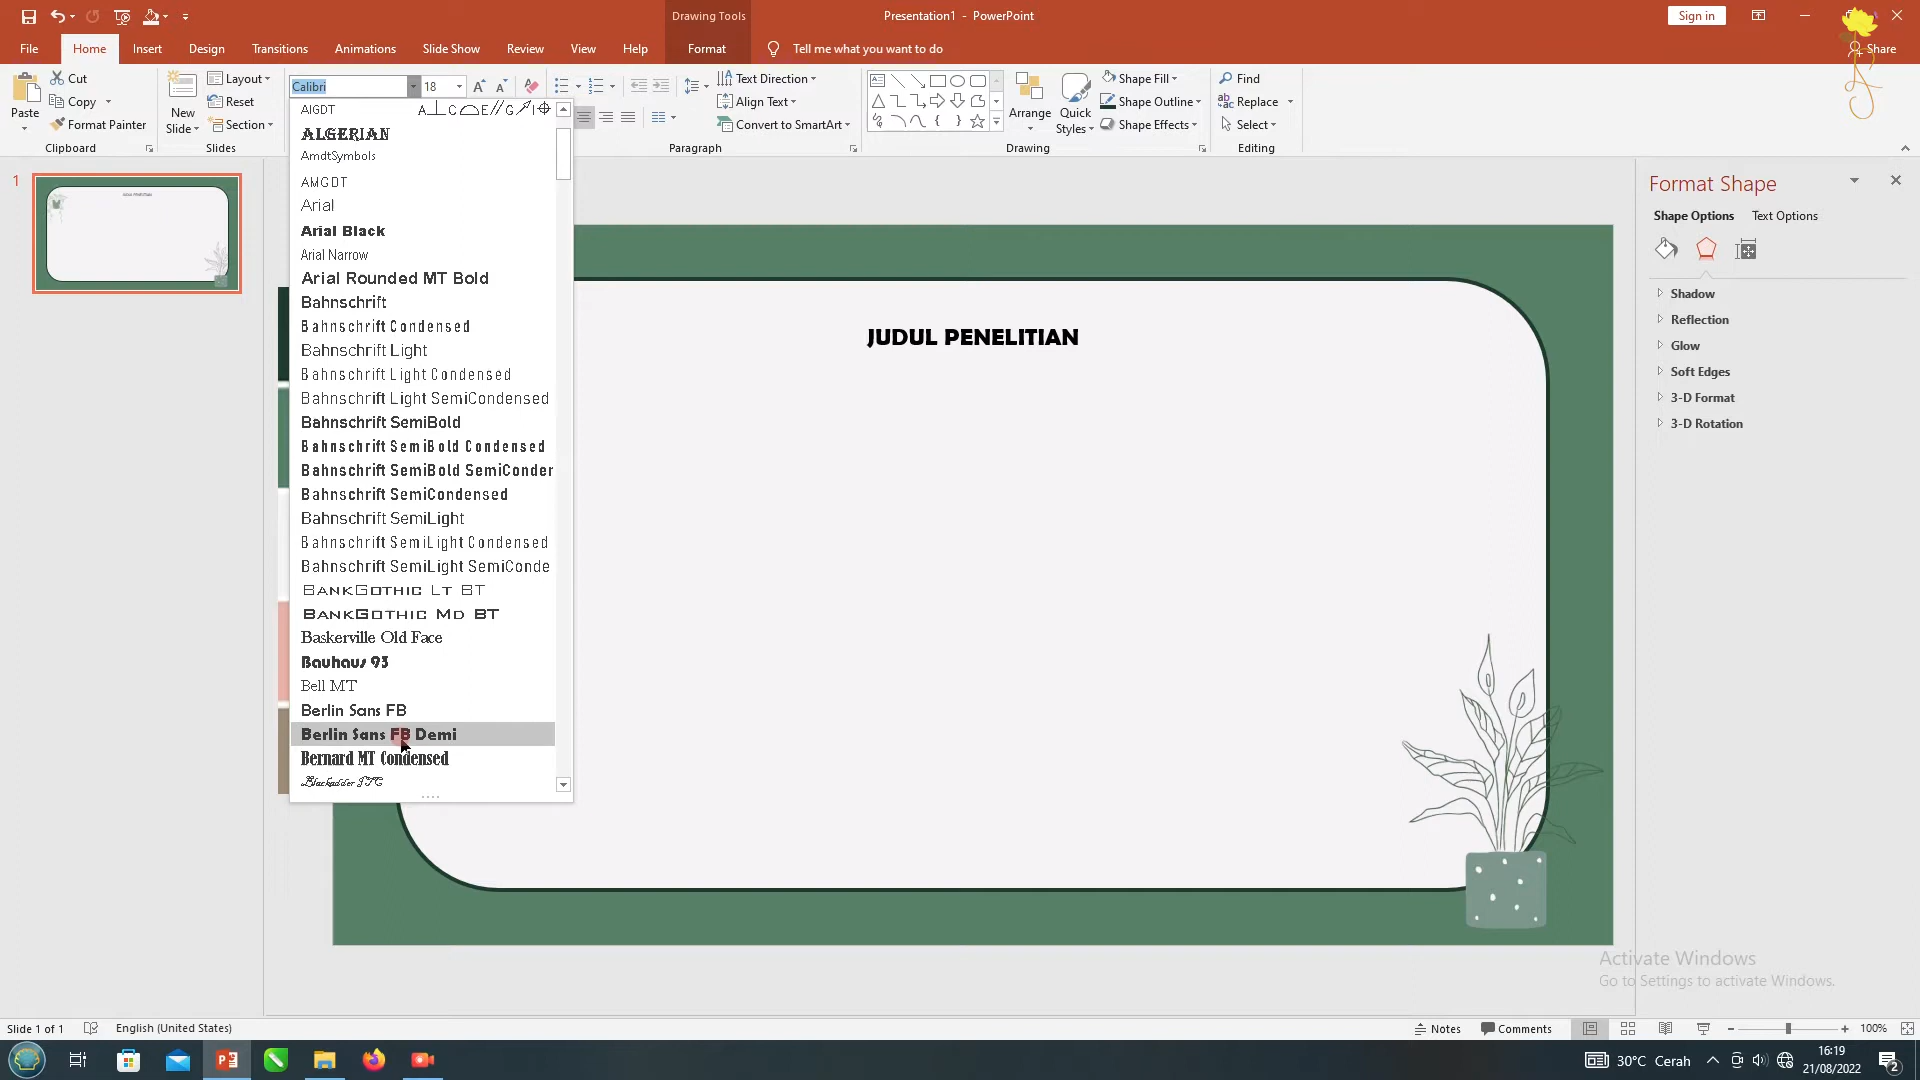 Drawing Tools
Presentation1 - PowerPoint
Sign in
File
Home
Insert
Design
Transitions
Animations
Slide Show
Review
View
Help
Format
Tell me what you want to do
Share
Paste
Cut
Copy
Format Painter
Clipboard
New
Slide
Layout
Reset
Section
Slides
Calibri
18
Text Direction
Align Text
Convert to SmartArt
Paragraph
Arrange
Quick
Styles
Shape Fill
Shape Outline
Shape Effects
Drawing
Find
Replace
Select
Editing
AIGDT
ALGERIAN
AmdtSymbols
AMGDT
Arial
Arial Black
Arial Narrow
Arial Rounded MT Bold
Bahnschrift
Bahnschrift Condensed
Bahnschrift Light
Bahnschrift Light Condensed
Bahnschrift Light SemiCondensed
Bahnschrift SemiBold
Bahnschrift SemiBold Condensed
Bahnschrift SemiBold SemiConder
Bahnschrift SemiCondensed
Bahnschrift SemiLight
Bahnschrift SemiLight Condensed
Bahnschrift SemiLight SemiConde
BankGothic Lt BT
BankGothic Md BT
Baskerville Old Face
Bauhaus 93
Bell MT
Berlin Sans FB
Berlin Sans FB Demi
Bernard MT Condensed
Blackadder ITC
1
JUDUL PENELITIAN
Format Shape
Shape Options
Text Options
Shadow
Reflection
Glow
Soft Edges
3-D Format
3-D Rotation
Activate Windows
Go to Settings to activate Windows.
Slide 1 of 1
English (United States)
Notes
Comments
100%
30°C Cerah
16:19
21/08/2022
2